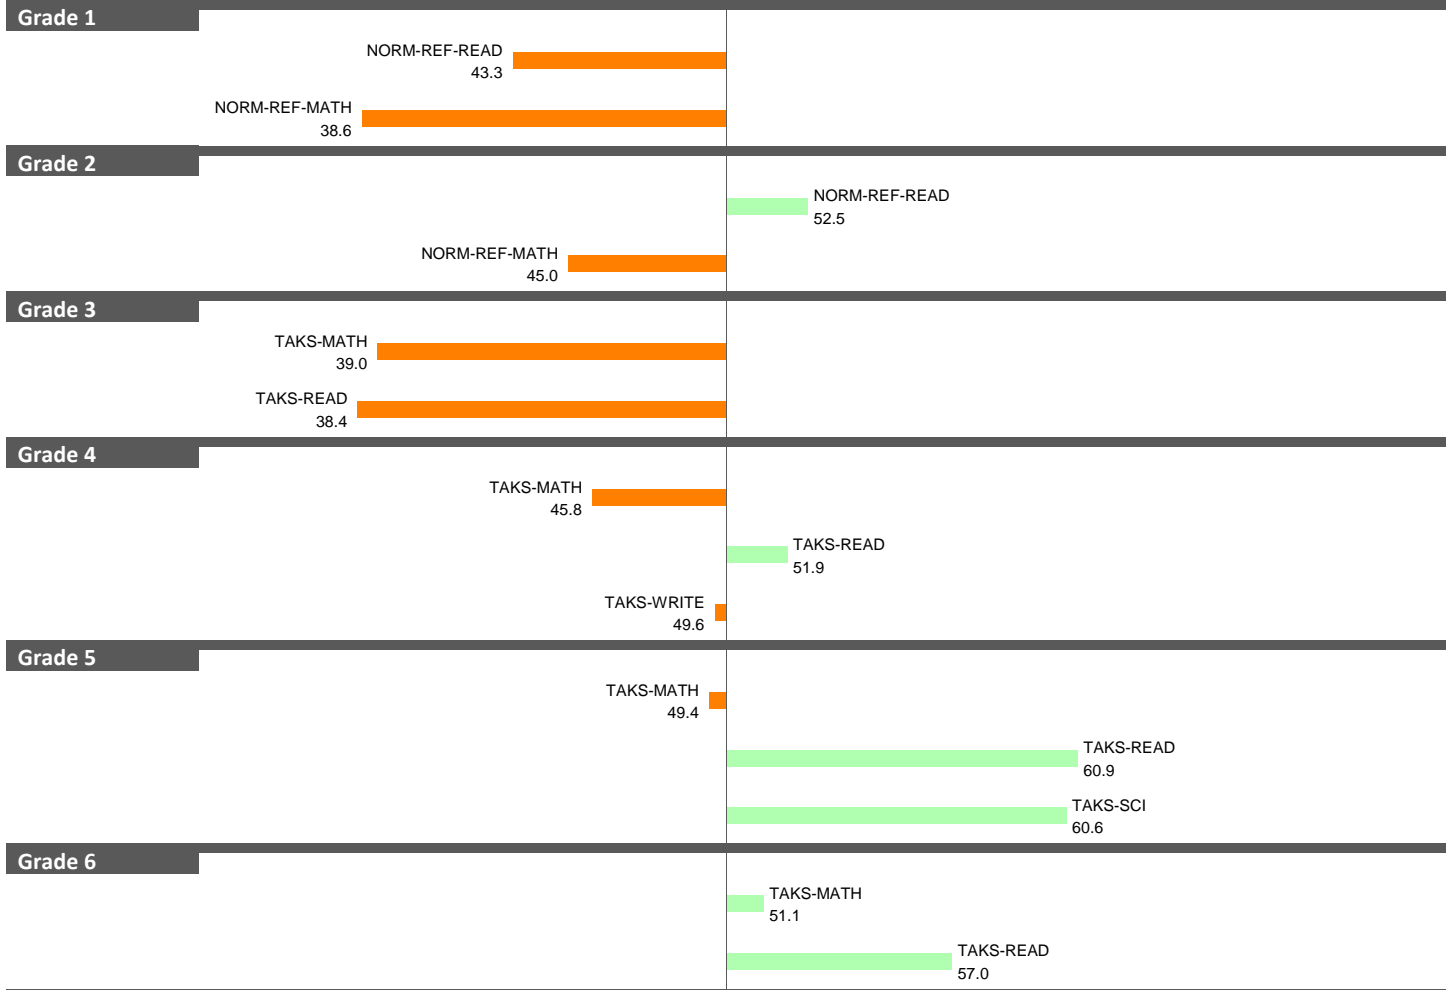 Grade 1
NORM-REF-READ
43.3
NORM-REF-MATH
38.6
Grade 2
NORM-REF-READ
52.5
NORM-REF-MATH
45.0
Grade 3
TAKS-MATH
39.0
TAKS-READ
38.4
Grade 4
TAKS-MATH
45.8
TAKS-READ
51.9
TAKS-WRITE
49.6
Grade 5
TAKS-MATH
49.4
TAKS-READ
60.9
TAKS-SCI
60.6
Grade 6
TAKS-MATH
51.1
TAKS-READ
57.0